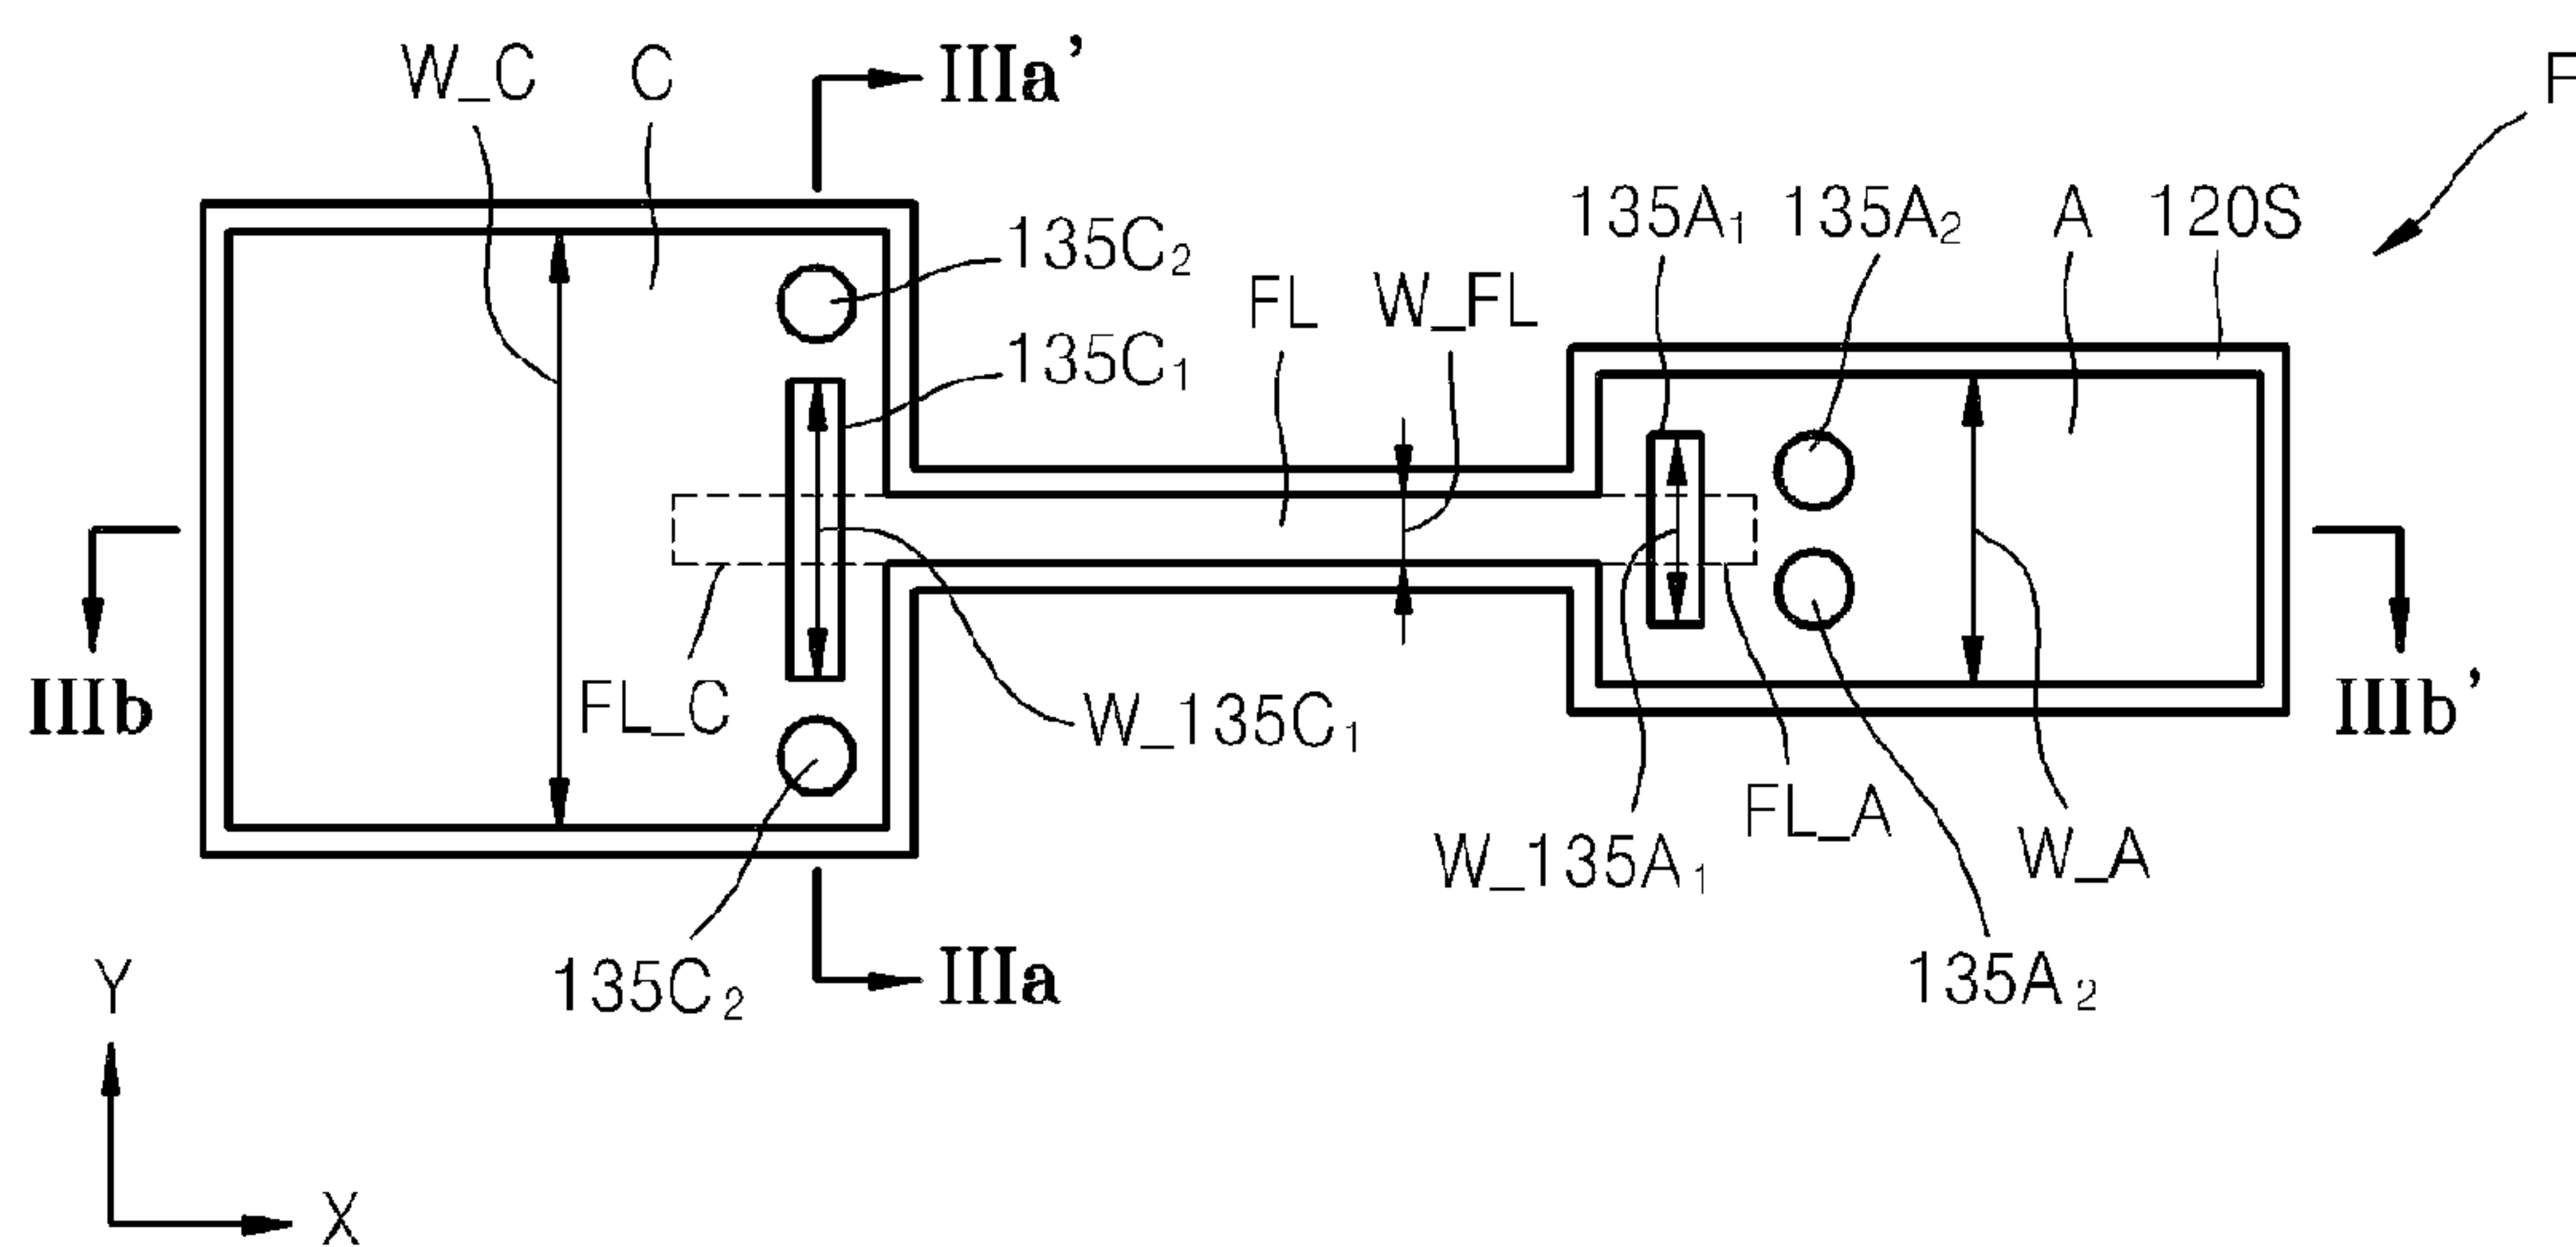 W_C
C
IIIa'
F
135C₂
135A₁
135A₂
A
120S
FL
W_FL
135C₁
IIIb
FL_C
W_135C₁
IIIb'
FL_A
W_135A₁
W_A
135C₂
IIIa
135A₂
Y
X